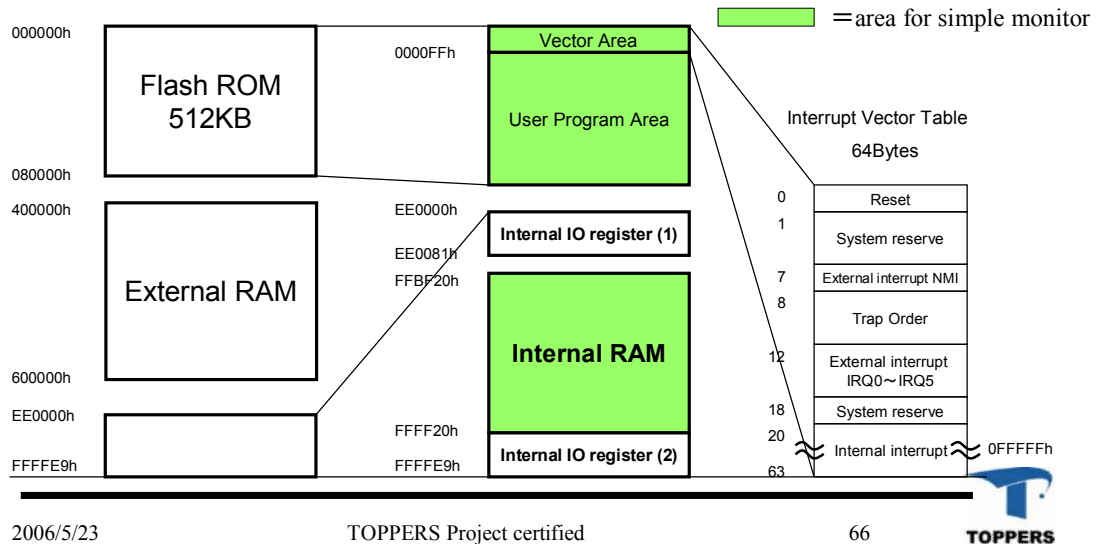 ＝area for simple monitor
000000h
Flash ROM
512KB
080000h
400000h
External RAM
600000h
EE0000h
FFFFE9h
0000FFh
Vector Area
User Program Area
EE0000h
Internal IO register (1)
EE0081h
FFBF20h
Internal RAM
FFFF20h
Internal IO register (2)
FFFFE9h
Interrupt Vector Table
64Bytes
0
Reset
1
System reserve
7
External interrupt NMI
8
Trap Order
12
External interrupt
IRQ0～IRQ5
18
System reserve
20
Internal interrupt
0FFFFFh
63
2006/5/23
TOPPERS Project certified
66
TOPPERS